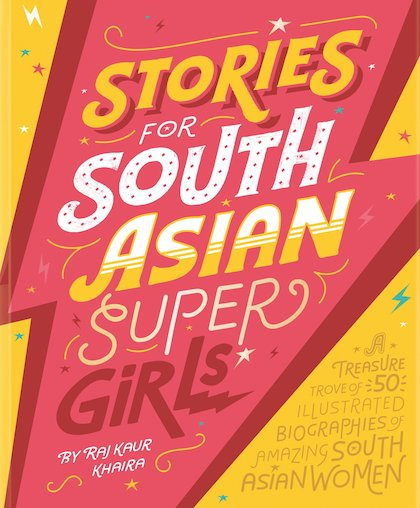 STORIES
FOR
SOUTH
ASIAN
SUPER
GiRLs
BY RAJ KAUR
KHAIRA
A
TREASURE
TROVE OF 50
ILLUSTRATED
BIOGRAPHIES of
AMAZING SOUTH
ASIAN WOMEN